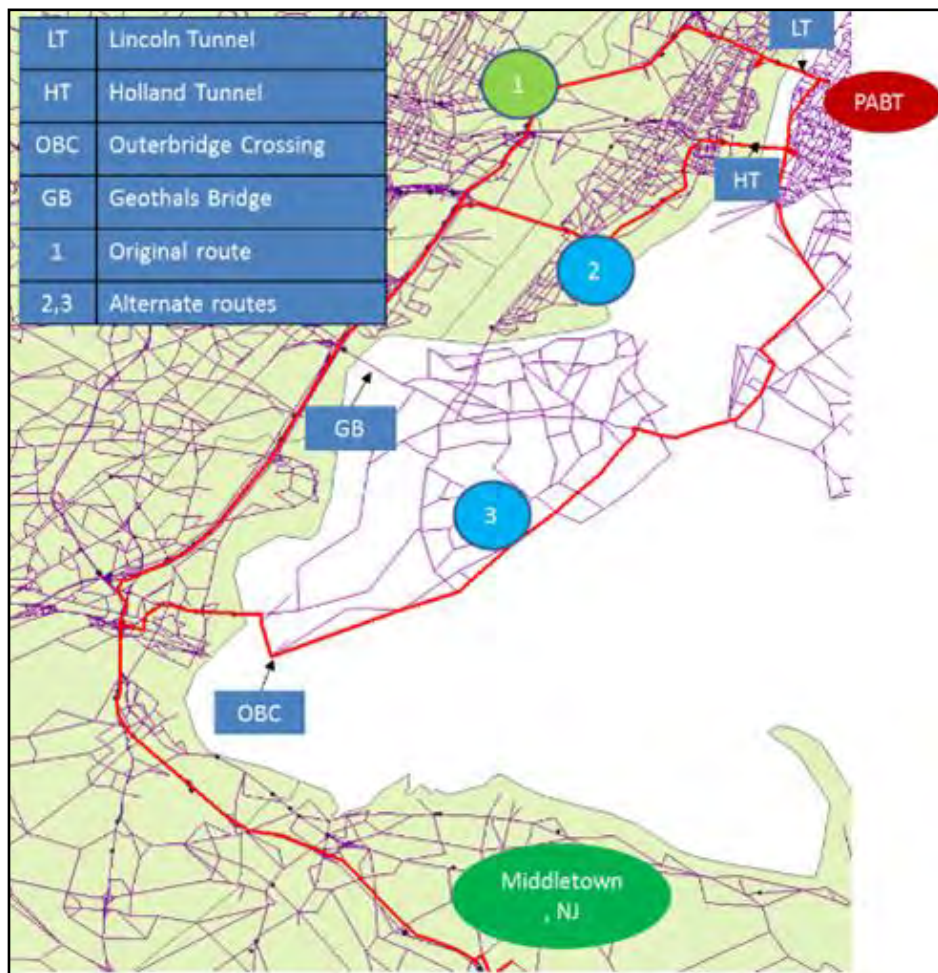 LT Lincoln Tunnel
HT Holland Tunnel
OBC Outerbridge Crossing
GB Geothals Bridge
1 Original route
2,3 Alternate routes
LT
1
PABT
HT
2
GB
3
OBC
Middletown
, NJ